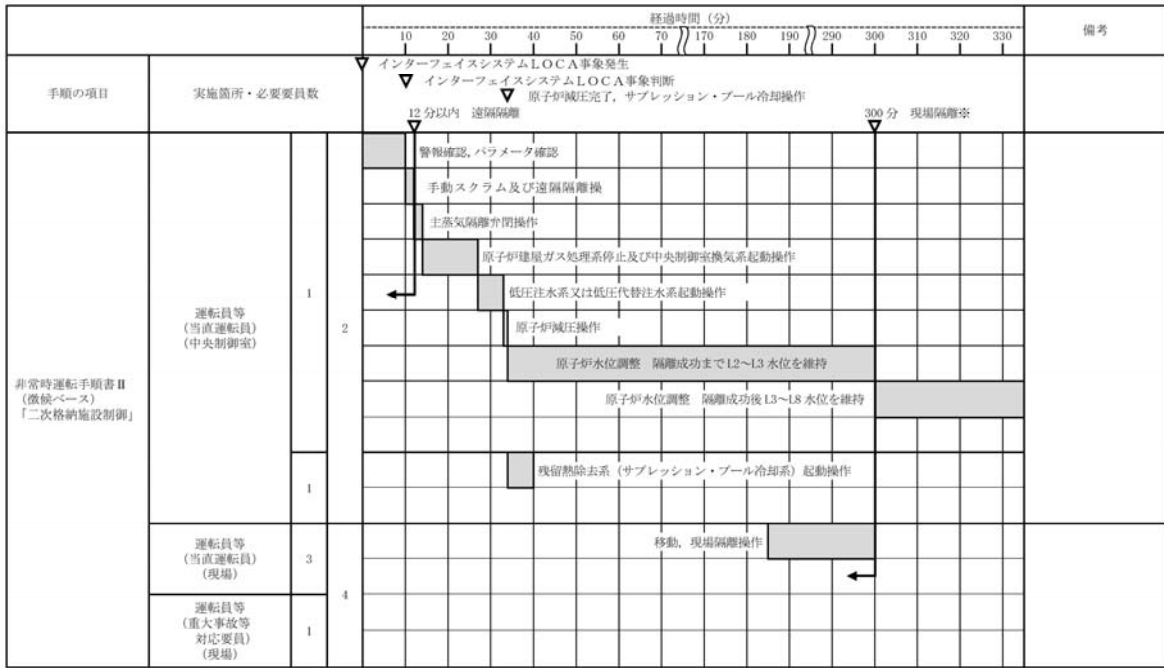 経過時間（分）
備考
10 20 30 40 50 60 70 170 190 290 300 310 320 330
手順の項目
実施箇所・必要要員数
インターフェイスシステムＬＯＣＡ事象発生
インターフェイスシステムＬＯＣＡ事象判断
原子炉減圧完了，サプレッション・プール冷却操作
12分以内　遠隔隔離
300分　現場隔離※
非常時運転手順書Ⅱ
（徴候ベース）
「二次格納施設制御」
運転員等
（当直運転員）
（中央制御室）
1
2
警報確認，パラメータ確認
手動スクラム及び遠隔隔離操
主蒸気隔離弁閉操作
原子炉建屋ガス処理系停止及び中央制御室換気系起動操作
低圧注水系又は低圧代替注水系起動操作
原子炉減圧操作
原子炉水位調整　隔離成功までL2～L3水位を維持
原子炉水位調整　隔離成功後L3～L8水位を維持
1
残留熱除去系（サプレッション・プール冷却系）起動操作
運転員等
（当直運転員）
（現場）
3
4
移動，現場隔離操作
運転員等
（重大事故等
対応要員）
（現場）
1